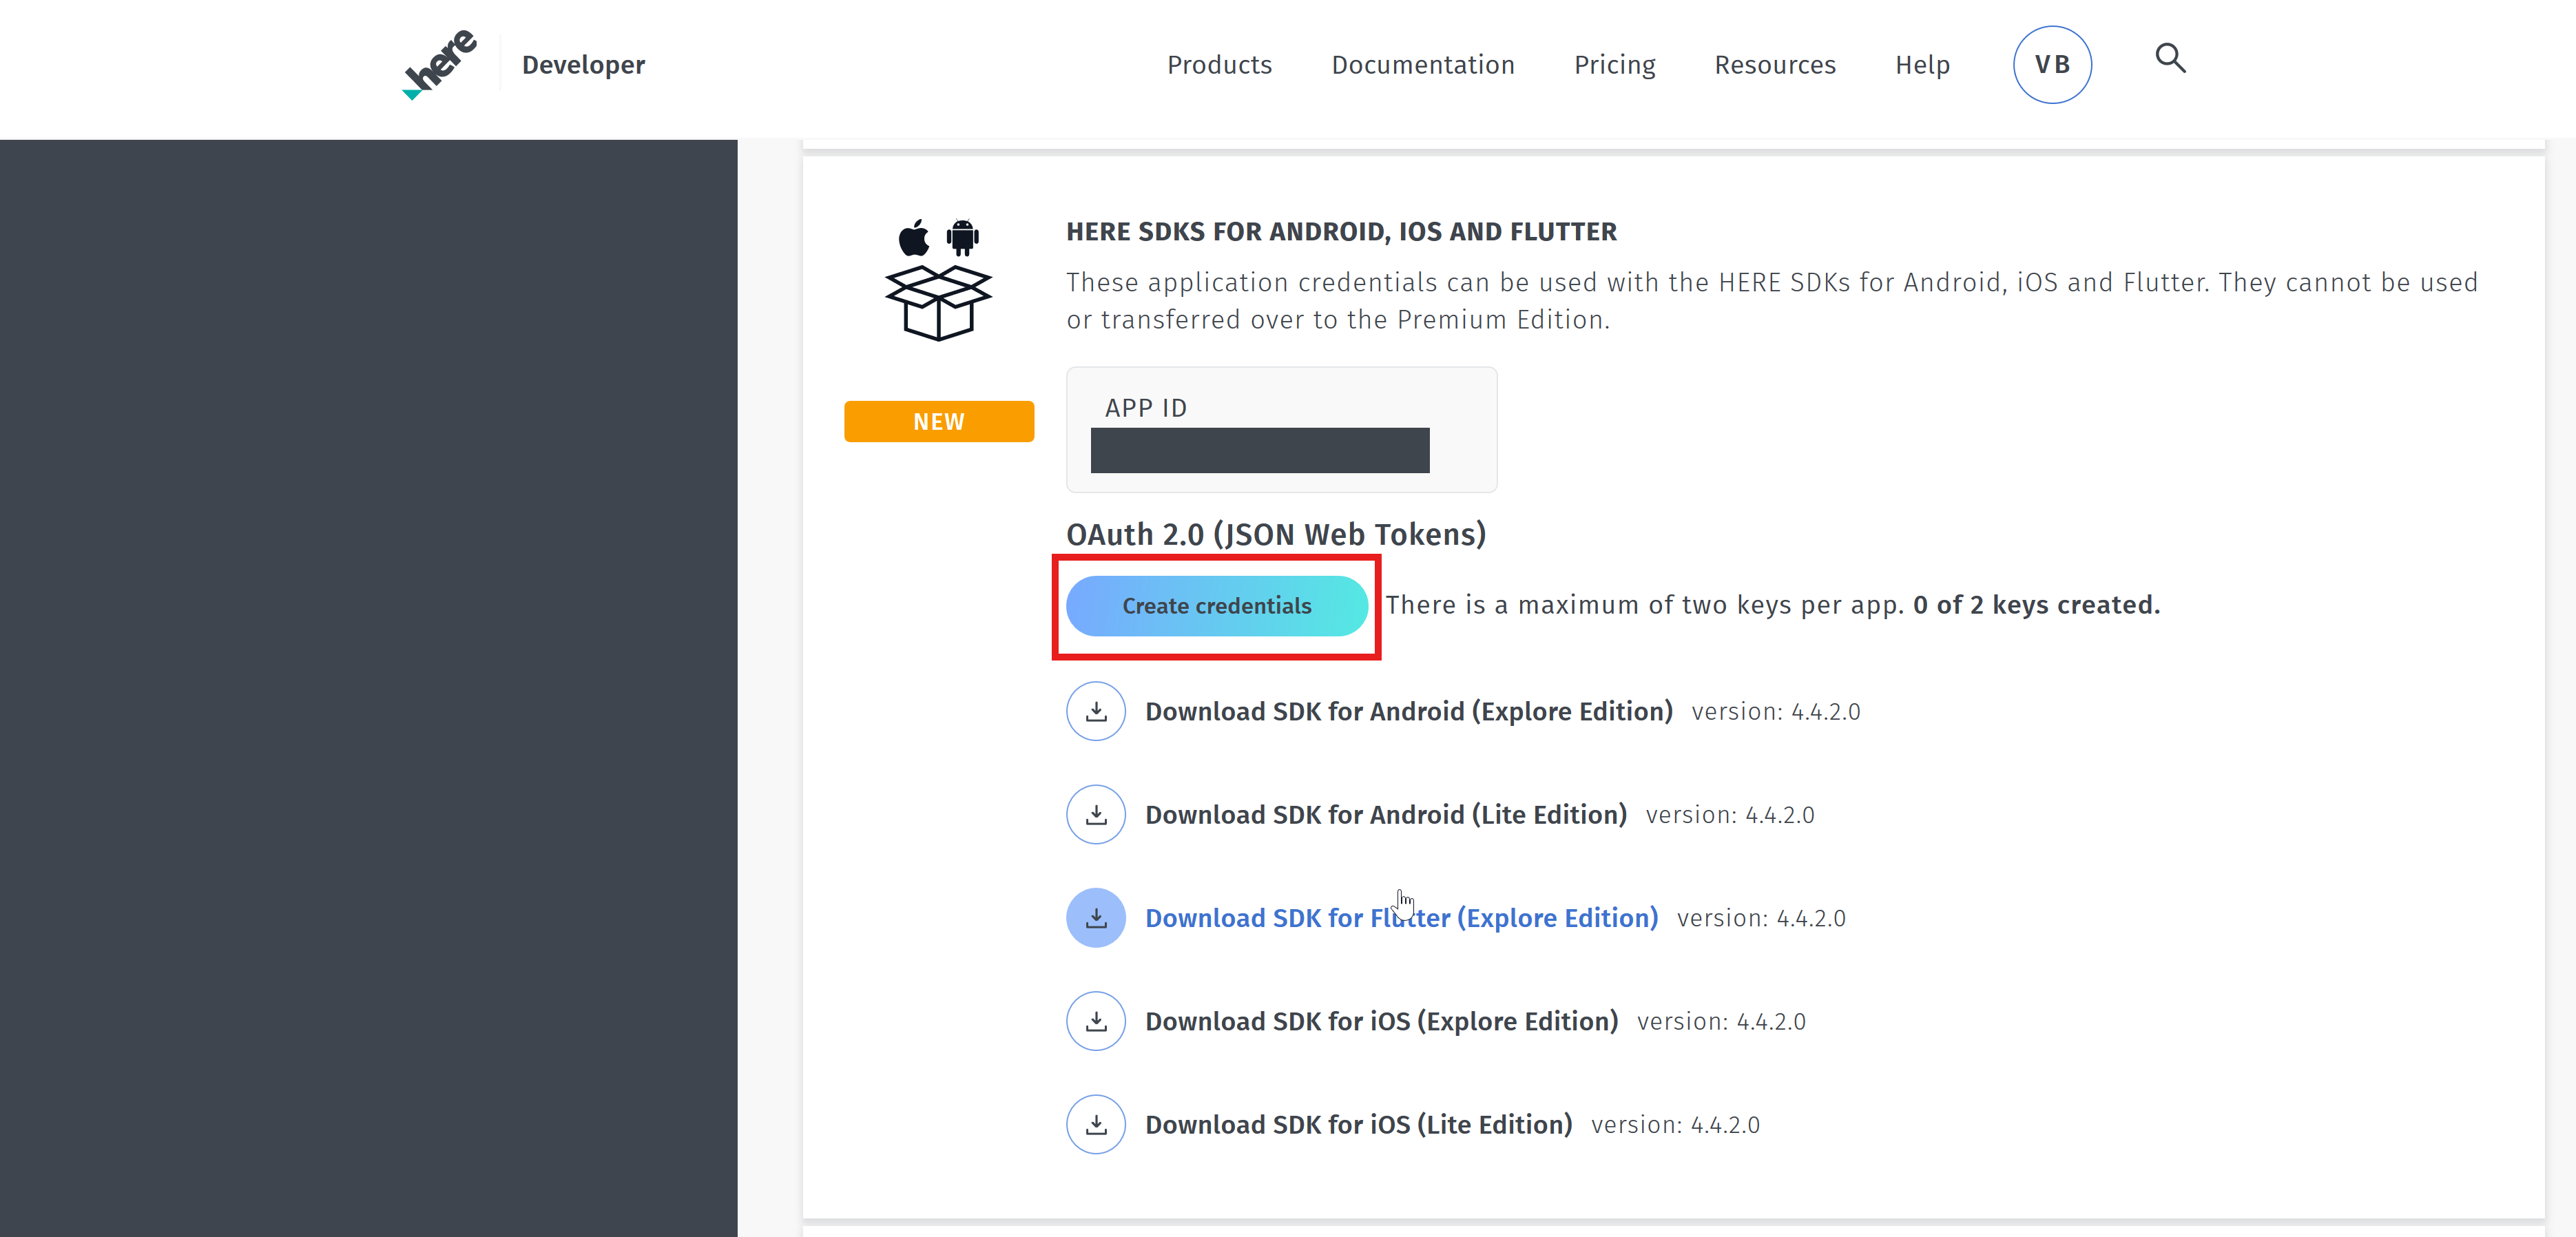 here Developer Products Documentation Pricing Resources Help VB
HERE SDKS FOR ANDROID, IOS AND FLUTTER
These application credentials can be used with the HERE SDKs for Android, iOS and Flutter. They cannot be used
or transferred over to the Premium Edition.
NEW
APP ID
OAuth 2.0 (JSON Web Tokens)
Create credentials There is a maximum of two keys per app. 0 of 2 keys created.
Download SDK for Android (Explore Edition) version: 4.4.2.0
Download SDK for Android (Lite Edition) version: 4.4.2.0
Download SDK for Flutter (Explore Edition) version: 4.4.2.0
Download SDK for iOS (Explore Edition) version: 4.4.2.0
Download SDK for iOS (Lite Edition) version: 4.4.2.0